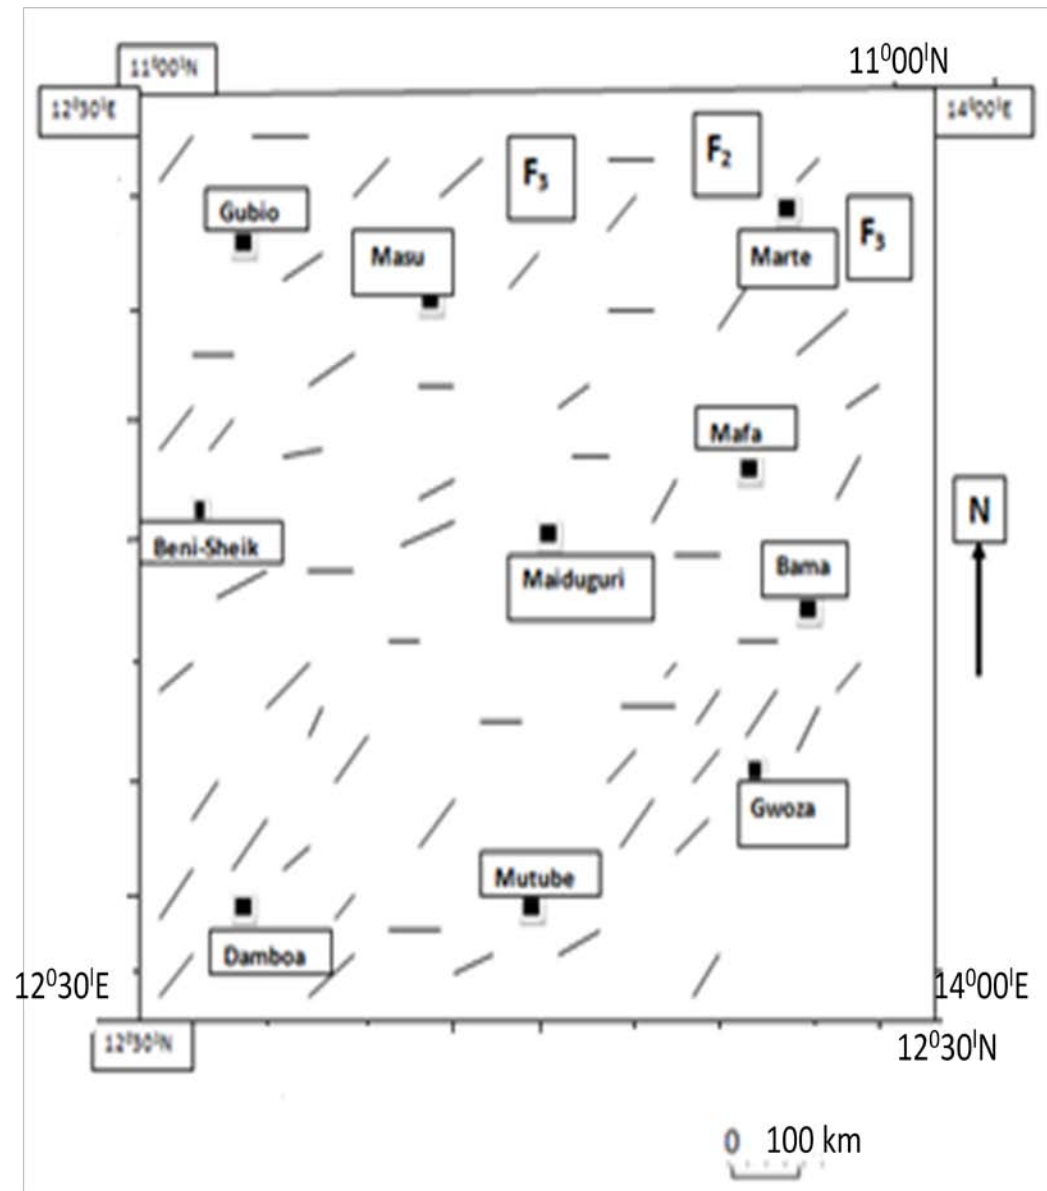 11⁰00ᴵN
11⁰00ᴵN
12⁰30ᴵE
14⁰00ᴵE
F₃
F₂
Gubio
F₃
Masu
Marte
Mafa
N
Beni-Sheik
Maiduguri
Bama
Gwoza
Mutube
Damboa
12⁰30ᴵE
14⁰00ᴵE
12⁰30ᴵN
12⁰30ᴵN
0 100 km